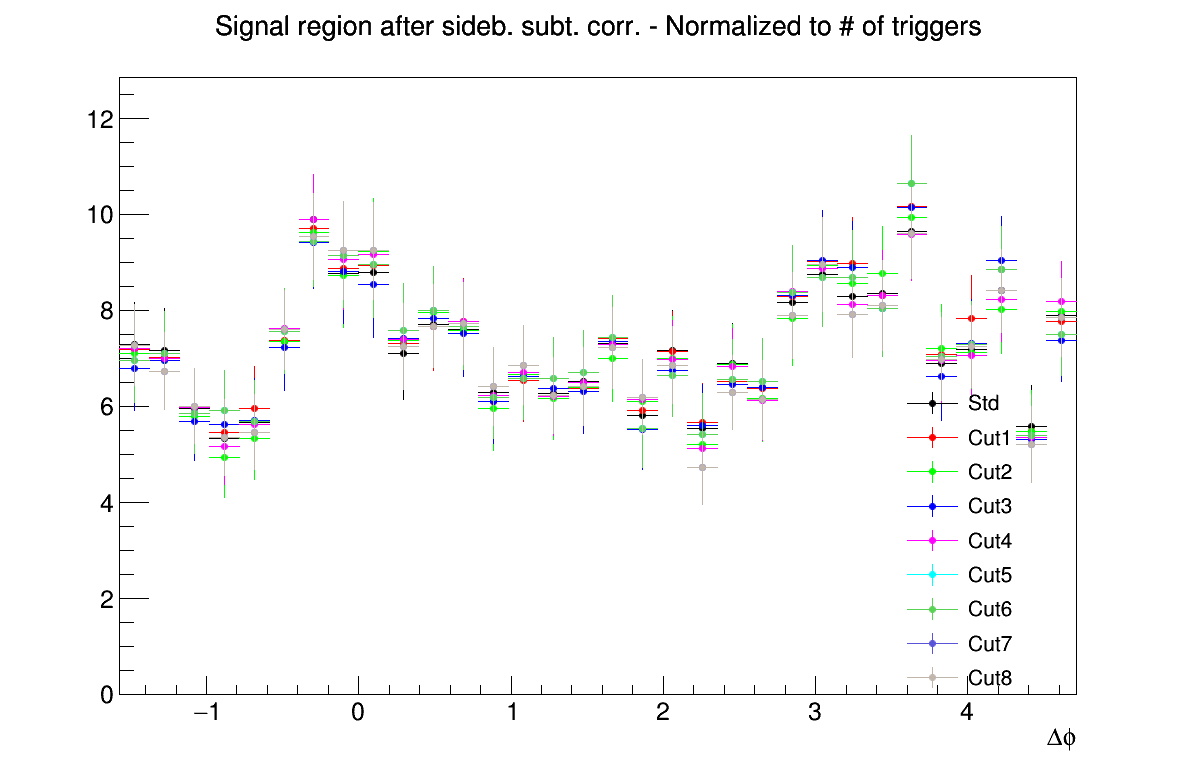 Signal region after sideb. subt. corr. - Normalized to # of triggers
12
10
8
6
4
2
0
Std
Cut1
Cut2
Cut3
Cut4
Cut5
Cut6
Cut7
Cut8
−1 0 1 2 3 4
Δϕ